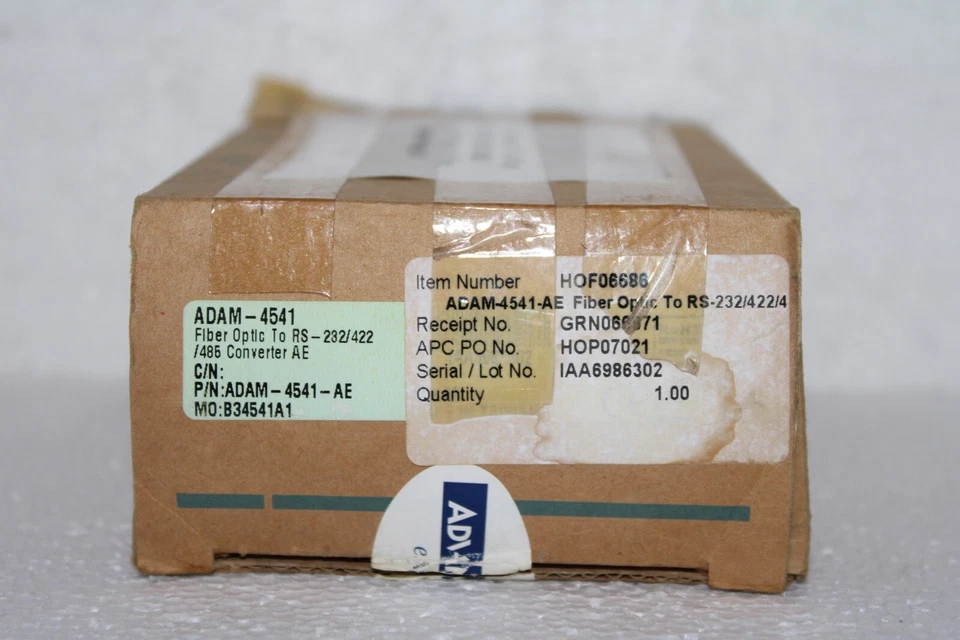 ADAM-4541
Fiber Optic To RS-232/422
/485 Converter AE
C/N:
P/N:ADAM-4541-AE
MO:B34541A1
Item Number HOF06686
ADAM-4541-AE Fiber Optic To RS-232/422/4
Receipt No.
APC PO No. HOP07021
Serial / Lot No. IAA6986302
Quantity 1.00